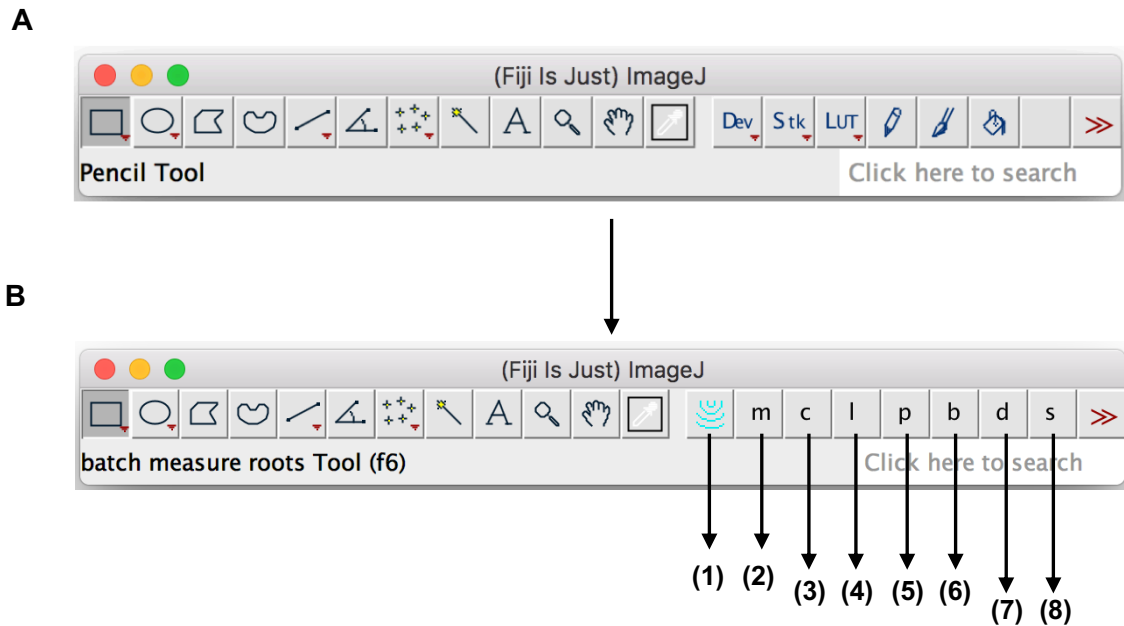 A
(Fiji Is Just) ImageJ
A Dev Stk LUT >>
Pencil Tool Click here to search
B
(Fiji Is Just) ImageJ
A m c l p b d s >>
batch measure roots Tool (f6) Click here to search
(1) (2) (3) (4) (5) (6) (7) (8)